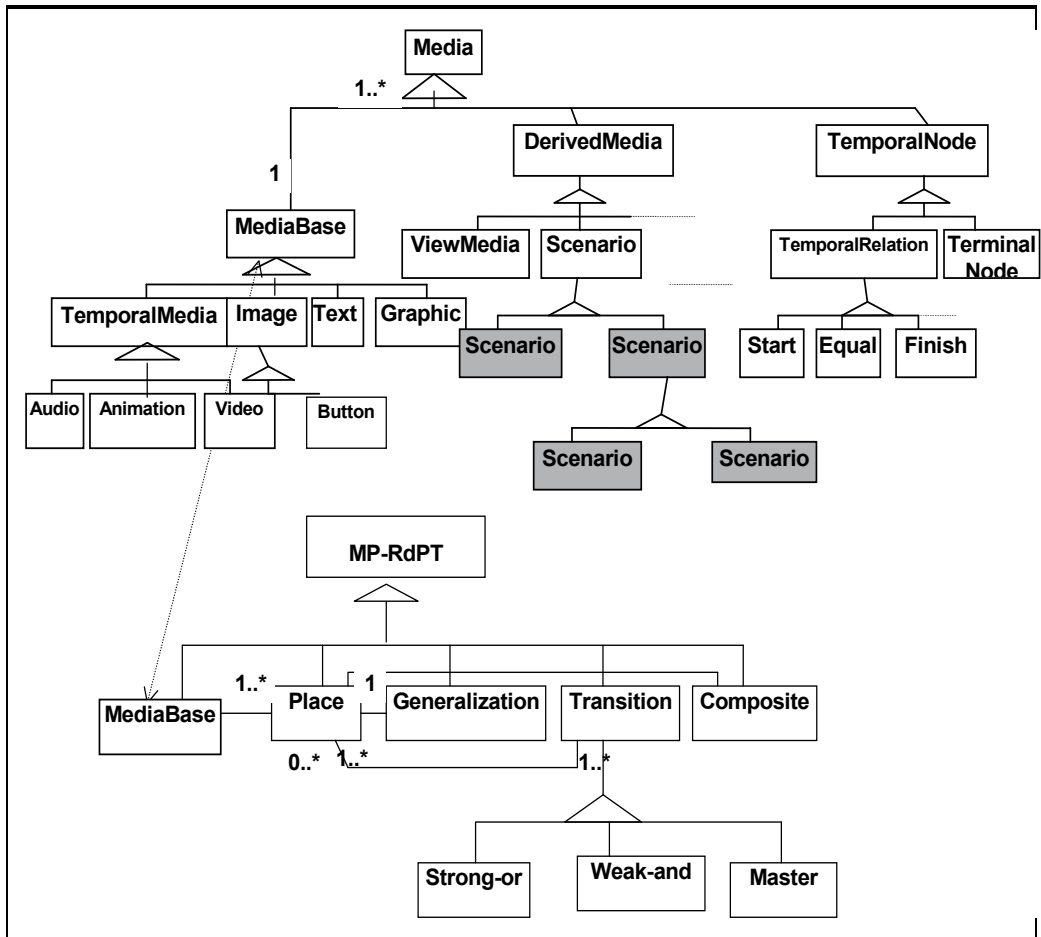 Media
1..*
DerivedMedia
TemporalNode
1
MediaBase
ViewMedia
Scenario
TemporalRelation
Terminal
Node
TemporalMedia
Image
Text
Graphic
Scenario
Scenario
Start
Equal
Finish
Audio
Animation
Video
Button
Scenario
Scenario
MP-RdPT
1..*
1
MediaBase
Place
Generalization
Transition
Composite
0..*
1..*
1..*
Strong-or
Weak-and
Master